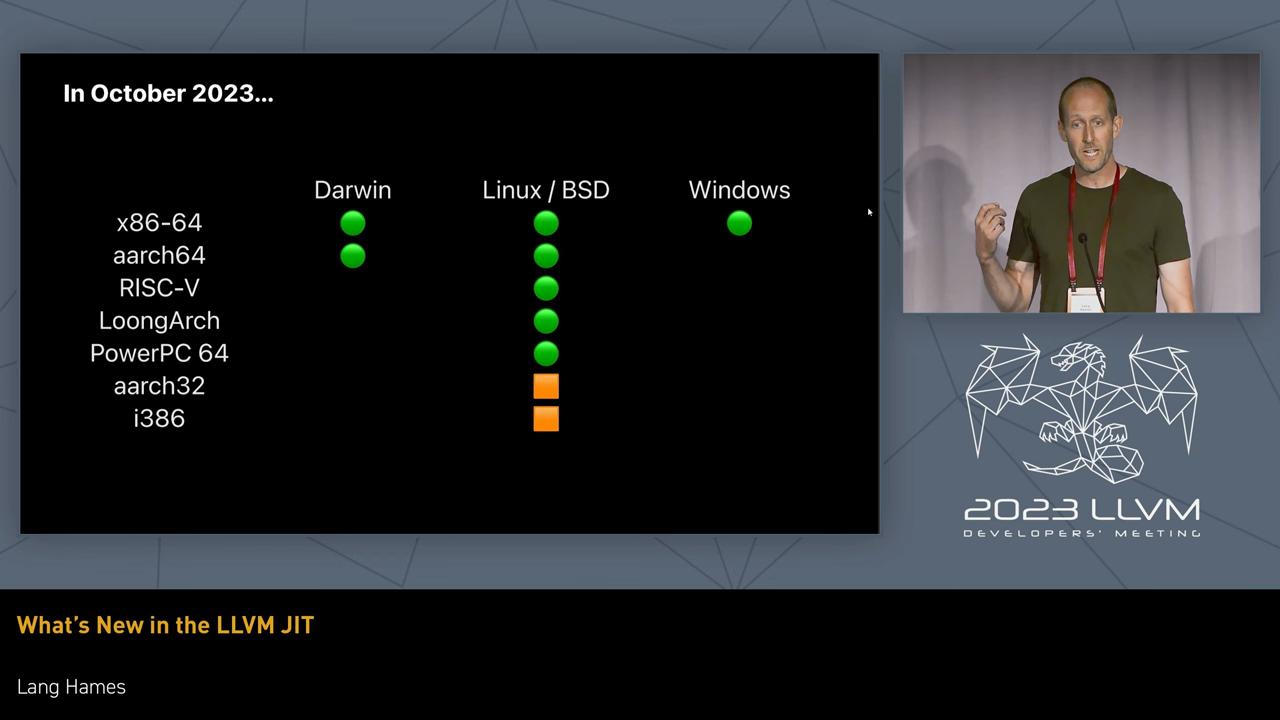 In October 2023...
Darwin Linux / BSD Windows
x86-64
aarch64
RISC-V
LoongArch
PowerPC 64
aarch32
i386
2023 LLVM
DEVELOPERS' MEETING
What's New in the LLVM JIT
Lang Hames